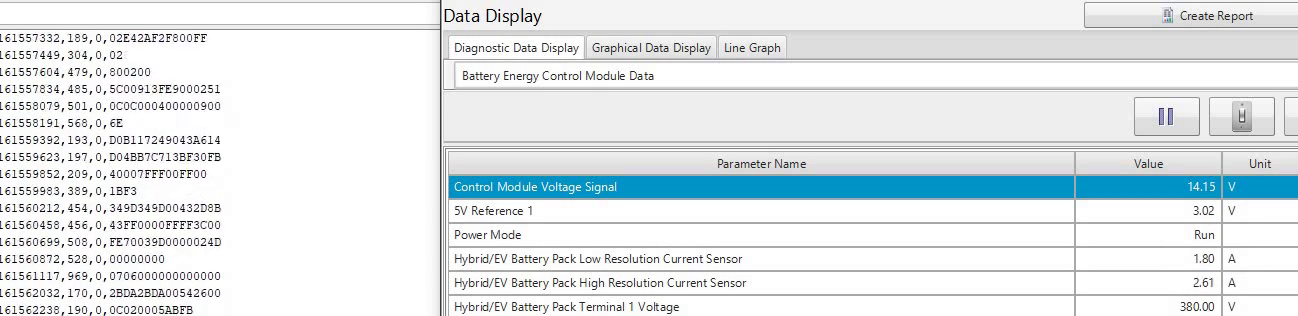 161557332,189,0,02E42AF2F800FF
161557449,304,0,02
161557604,479,0,800200
161557834,485,0,5C00913FE9000251
161558079,501,0,0C0C000400000900
161558191,568,0,6E
161559392,193,0,D0B117249043A614
161559623,197,0,D04BB7C713BF30FB
161559852,209,0,40007FFF00FF00
161559983,389,0,1BF3
161560212,454,0,349D349D00432D8B
161560458,456,0,43FF0000FFFF3C00
161560699,508,0,FE70039D0000024D
161560872,528,0,00000000
161561117,969,0,0706000000000000
161562032,170,0,2BDA2BDA00542600
161562238,190,0,0C020005ABFB
Data Display
Create Report
Diagnostic Data Display Graphical Data Display Line Graph
Battery Energy Control Module Data
Parameter Name Value Unit
Control Module Voltage Signal 14.15 V
5V Reference 1 3.02 V
Power Mode Run
Hybrid/EV Battery Pack Low Resolution Current Sensor 1.80 A
Hybrid/EV Battery Pack High Resolution Current Sensor 2.61 A
Hybrid/EV Battery Pack Terminal 1 Voltage 380.00 V